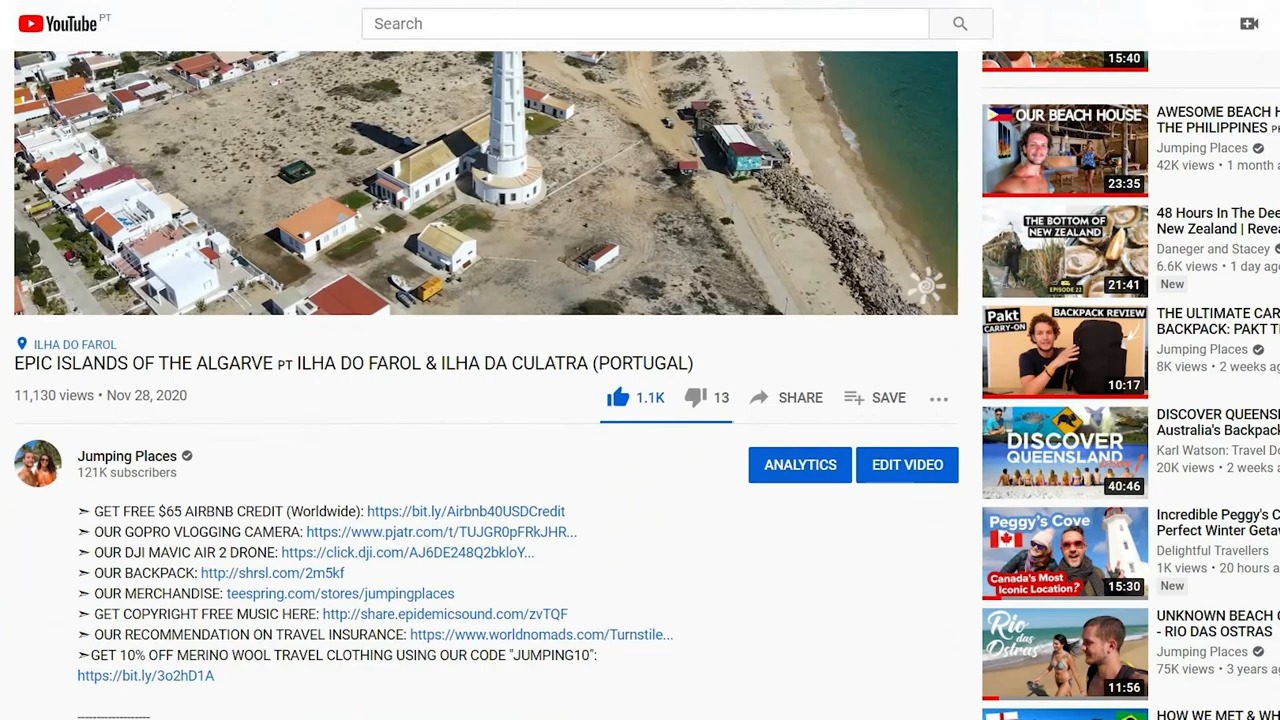 YouTube PT
Search
ILHA DO FAROL
EPIC ISLANDS OF THE ALGARVE PT ILHA DO FAROL & ILHA DA CULATRA (PORTUGAL)
11,130 views • Nov 28, 2020
1.1K 13 SHARE SAVE
Jumping Places
121K subscribers
ANALYTICS EDIT VIDEO
➣ GET FREE $65 AIRBNB CREDIT (Worldwide): https://bit.ly/Airbnb40USDCredit
➣ OUR GOPRO VLOGGING CAMERA: https://www.pjatr.com/t/TUJGR0pFRkJHR...
➣ OUR DJI MAVIC AIR 2 DRONE: https://click.dji.com/AJ6DE248Q2bkloY...
➣ OUR BACKPACK: http://shrsl.com/2m5kf
➣ OUR MERCHANDISE: teespring.com/stores/jumpingplaces
➣ GET COPYRIGHT FREE MUSIC HERE: http://share.epidemicsound.com/zvTQF
➣ OUR RECOMMENDATION ON TRAVEL INSURANCE: https://www.worldnomads.com/Turnstile...
➣GET 10% OFF MERINO WOOL TRAVEL CLOTHING USING OUR CODE "JUMPING10":
https://bit.ly/3o2hD1A
-------------------
15:40
OUR BEACH HOUSE
23:35
AWESOME BEACH H
THE PHILIPPINES
Jumping Places
42K views • 1 month a
THE BOTTOM OF
NEW ZEALAND
EPISODE 23
21:41
48 Hours In The Dee
New Zealand | Revea
Daneger and Stacey
6.6K views • 1 day ag
New
Pakt
CARRY-ON
BACKPACK REVIEW
10:17
THE ULTIMATE CAR
BACKPACK: PAKT T
Jumping Places
8K views • 2 weeks a
DISCOVER
QUEENSLAND
40:46
DISCOVER QUEENSL
Australia's Backpack
Karl Watson: Travel Do
20K views • 2 weeks a
Peggy's Cove
Canada's Most
Iconic Location?
15:30
Incredible Peggy's C
Perfect Winter Getaw
Delightful Travellers
1K views • 20 hours a
New
Rio
das
Ostras
11:56
UNKNOWN BEACH
- RIO DAS OSTRAS
Jumping Places
75K views • 3 years ag
HOW WE MET & WH